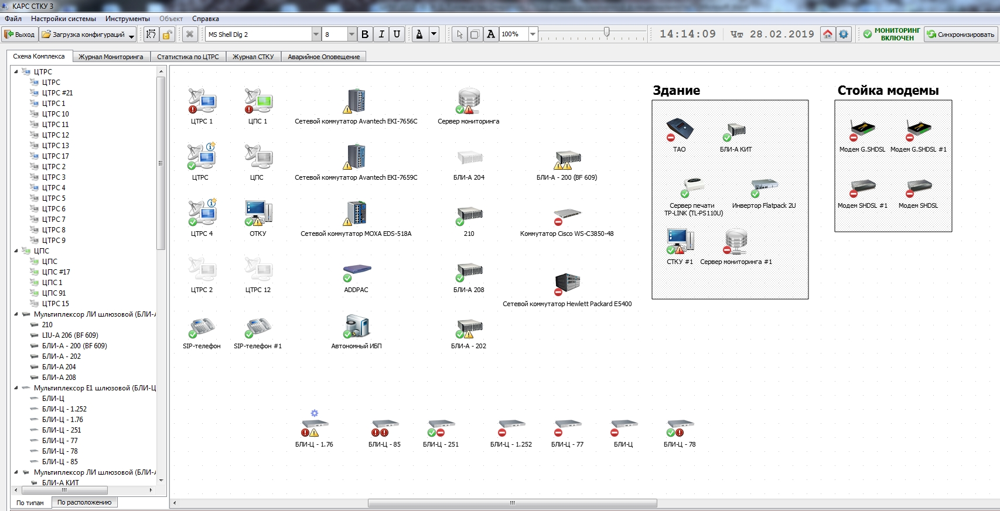 КАРС СТКУ 3
Файл Настройки системы Инструменты Объект Справка
Выход Загрузка конфигураций MS Shell Dlg 2 8 B I U A A 100% 14:14:09 Чт 28.02.2019 МОНИТОРИНГ ВКЛЮЧЕН Синхронизировать
Схема Комплекса Журнал Мониторинга Статистика по ЦТРС Журнал СТКУ Аварийное Оповещение
ЦТРС
ЦТРС
ЦТРС #21
ЦТРС 1
ЦТРС 10
ЦТРС 11
ЦТРС 12
ЦТРС 13
ЦТРС 17
ЦТРС 2
ЦТРС 3
ЦТРС 4
ЦТРС 5
ЦТРС 6
ЦТРС 7
ЦТРС 8
ЦТРС 9
ЦПС
ЦПС
ЦПС #17
ЦПС 1
ЦПС 91
ЦТРС 15
Мультиплексор ЛИ шлюзовой (БЛИ-А
210
LIU-A 206 (BF 609)
БЛИ-А - 200 (BF 609)
БЛИ-А - 202
БЛИ-А 204
БЛИ-А 208
Мультиплексор Е1 шлюзовой (БЛИ-Ц
БЛИ-Ц
БЛИ-Ц - 1.252
БЛИ-Ц - 1.76
БЛИ-Ц - 251
БЛИ-Ц - 77
БЛИ-Ц - 78
БЛИ-Ц - 85
Мультиплексор ЛИ шлюзовой (БЛИ-А
БЛИ-А КИТ
По типам По расположению
ЦТРС 1 ЦПС 1 Сетевой коммутатор Avantech EKI-7656C Сервер мониторинга
ЦТРС ЦПС Сетевой коммутатор Avantech EKI-7659C БЛИ-А 204 БЛИ-А - 200 (BF 609)
ЦТРС 4 ОТКУ Сетевой коммутатор MOXA EDS-518A 210 Коммутатор Cisco WS-C3850-48
ЦТРС 2 ЦТРС 12 ADDPAC БЛИ-А 208
Сетевой коммутатор Hewlett Packard E5400
SIP-телефон SIP-телефон #1 Автономный ИБП БЛИ-А - 202
БЛИ-Ц - 1.76 БЛИ-Ц - 85 БЛИ-Ц - 251 БЛИ-Ц - 1.252 БЛИ-Ц - 77 БЛИ-Ц БЛИ-Ц - 78
Здание
ТАО БЛИ-А КИТ
Сервер печати
TP-LINK (TL-PS110U) Инвертор Flatpack 2U
СТКУ #1 Сервер мониторинга #1
Стойка модемы
Модем G.SHDSL Модем G.SHDSL #1
Модем SHDSL #1 Модем SHDSL